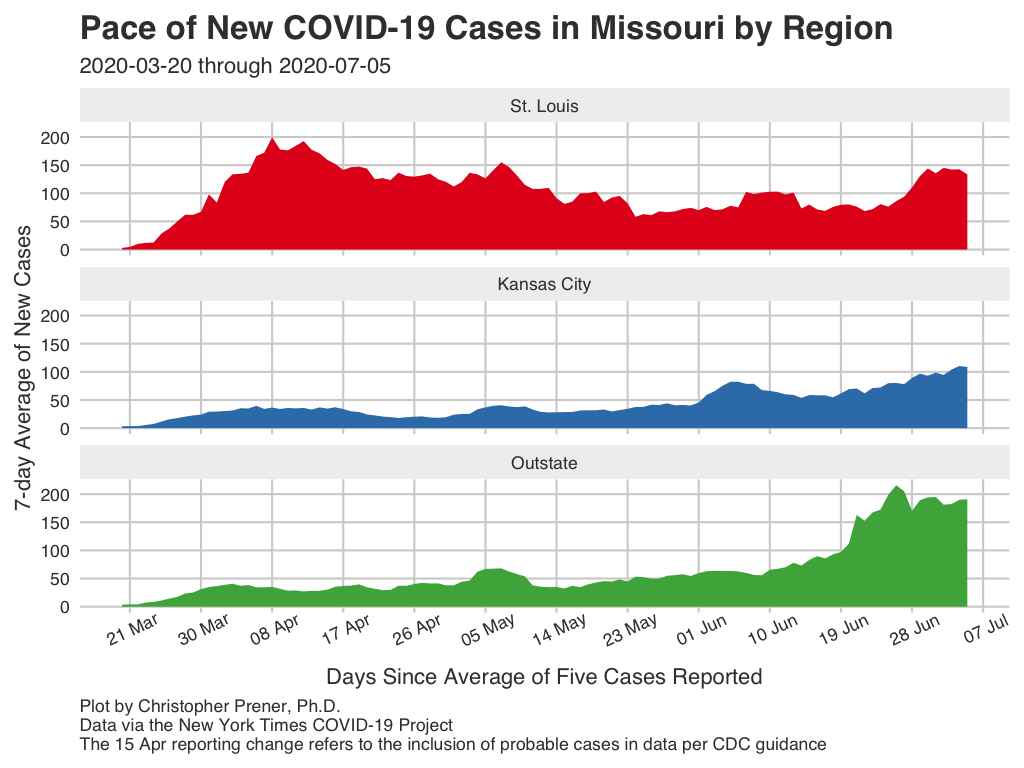 Pace of New COVID-19 Cases in Missouri by Region
2020-03-20 through 2020-07-05
St. Louis
200
150
100
50
0
Kansas City
200
150
100
50
0
Outstate
200
150
100
50
0
7-day Average of New Cases
21 Mar
30 Mar
08 Apr
17 Apr
26 Apr
05 May
14 May
23 May
01 Jun
10 Jun
19 Jun
28 Jun
07 Jul
Days Since Average of Five Cases Reported
Plot by Christopher Prener, Ph.D.
Data via the New York Times COVID-19 Project
The 15 Apr reporting change refers to the inclusion of probable cases in data per CDC guidance